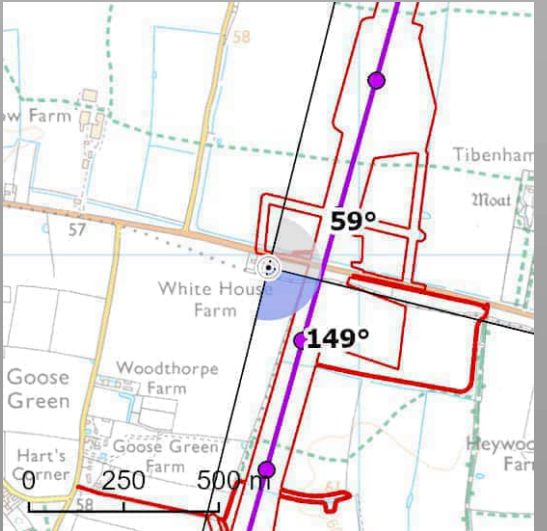 58
ow Farm
Tibenham
Moat
57
59°
White House
Farm
149°
Woodthorpe
Farm
Goose
Green
Goose Green
Farm
Hart's
Corner
Heywoo
Farm
0 250 500 m
58